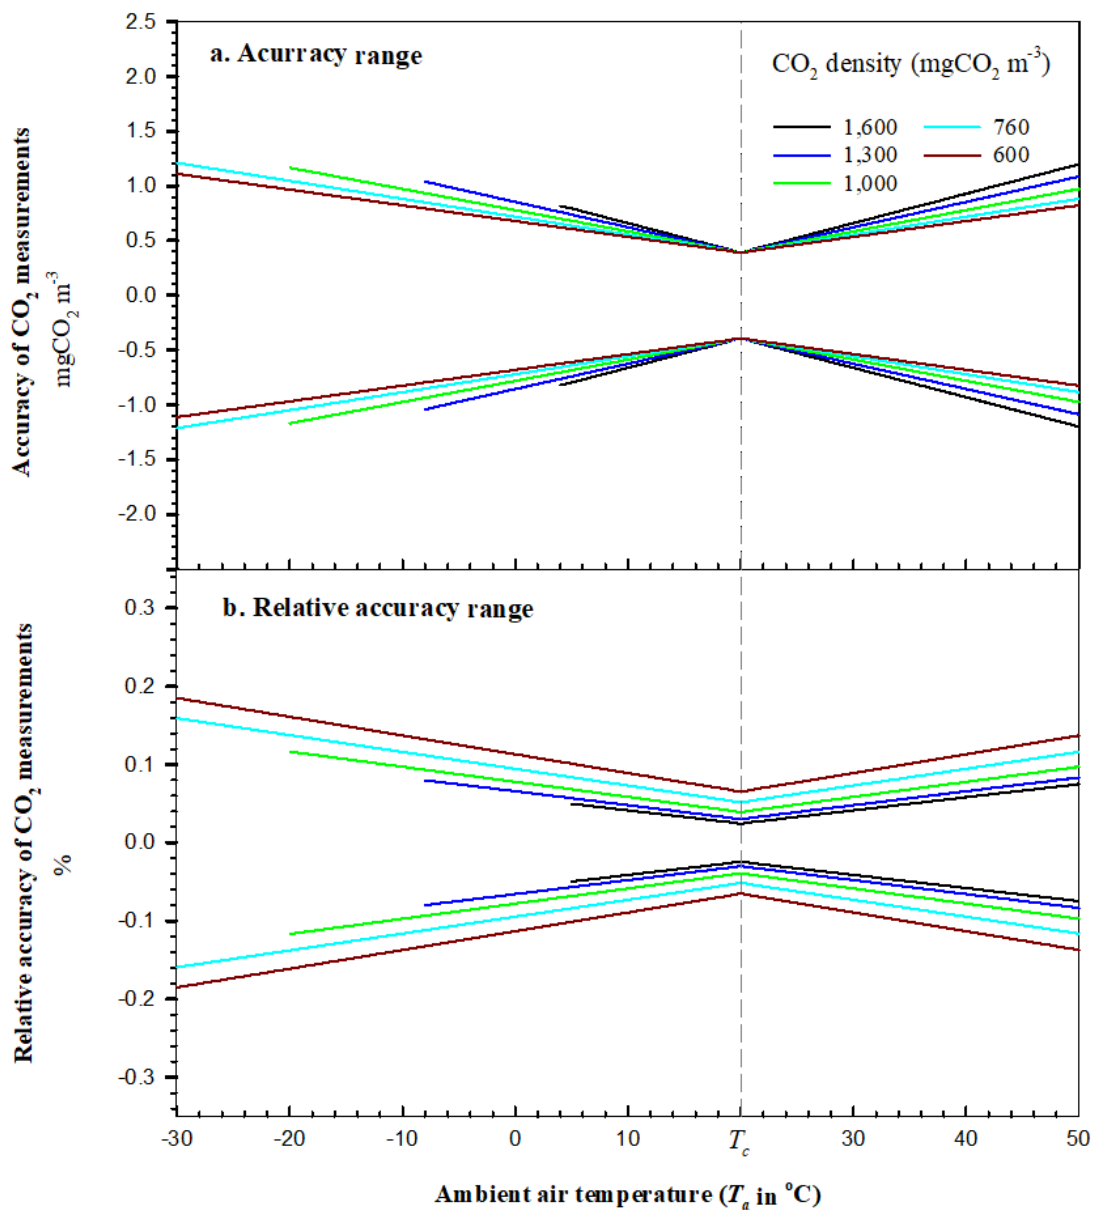 a. Acurracy range
CO₂ density (mgCO₂ m⁻³)
1,600 760
1,300 600
1,000
Accuracy of CO₂ measurements
mgCO₂ m⁻³
2.5
2.0
1.5
1.0
0.5
0.0
-0.5
-1.0
-1.5
-2.0
b. Relative accuracy range
Relative accuracy of CO₂ measurements
%
0.3
0.2
0.1
0.0
-0.1
-0.2
-0.3
-30 -20 -10 0 10 T_c 30 40 50
Ambient air temperature (T_a in °C)